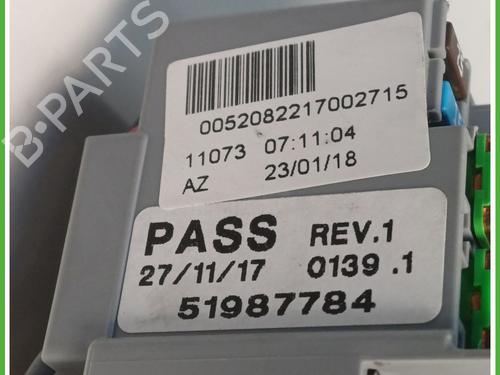 B-PARTS
0052082217002715
11073 07:11:04
AZ 23/01/18
PASS REV.1
27/11/17 0139 .1
51987784